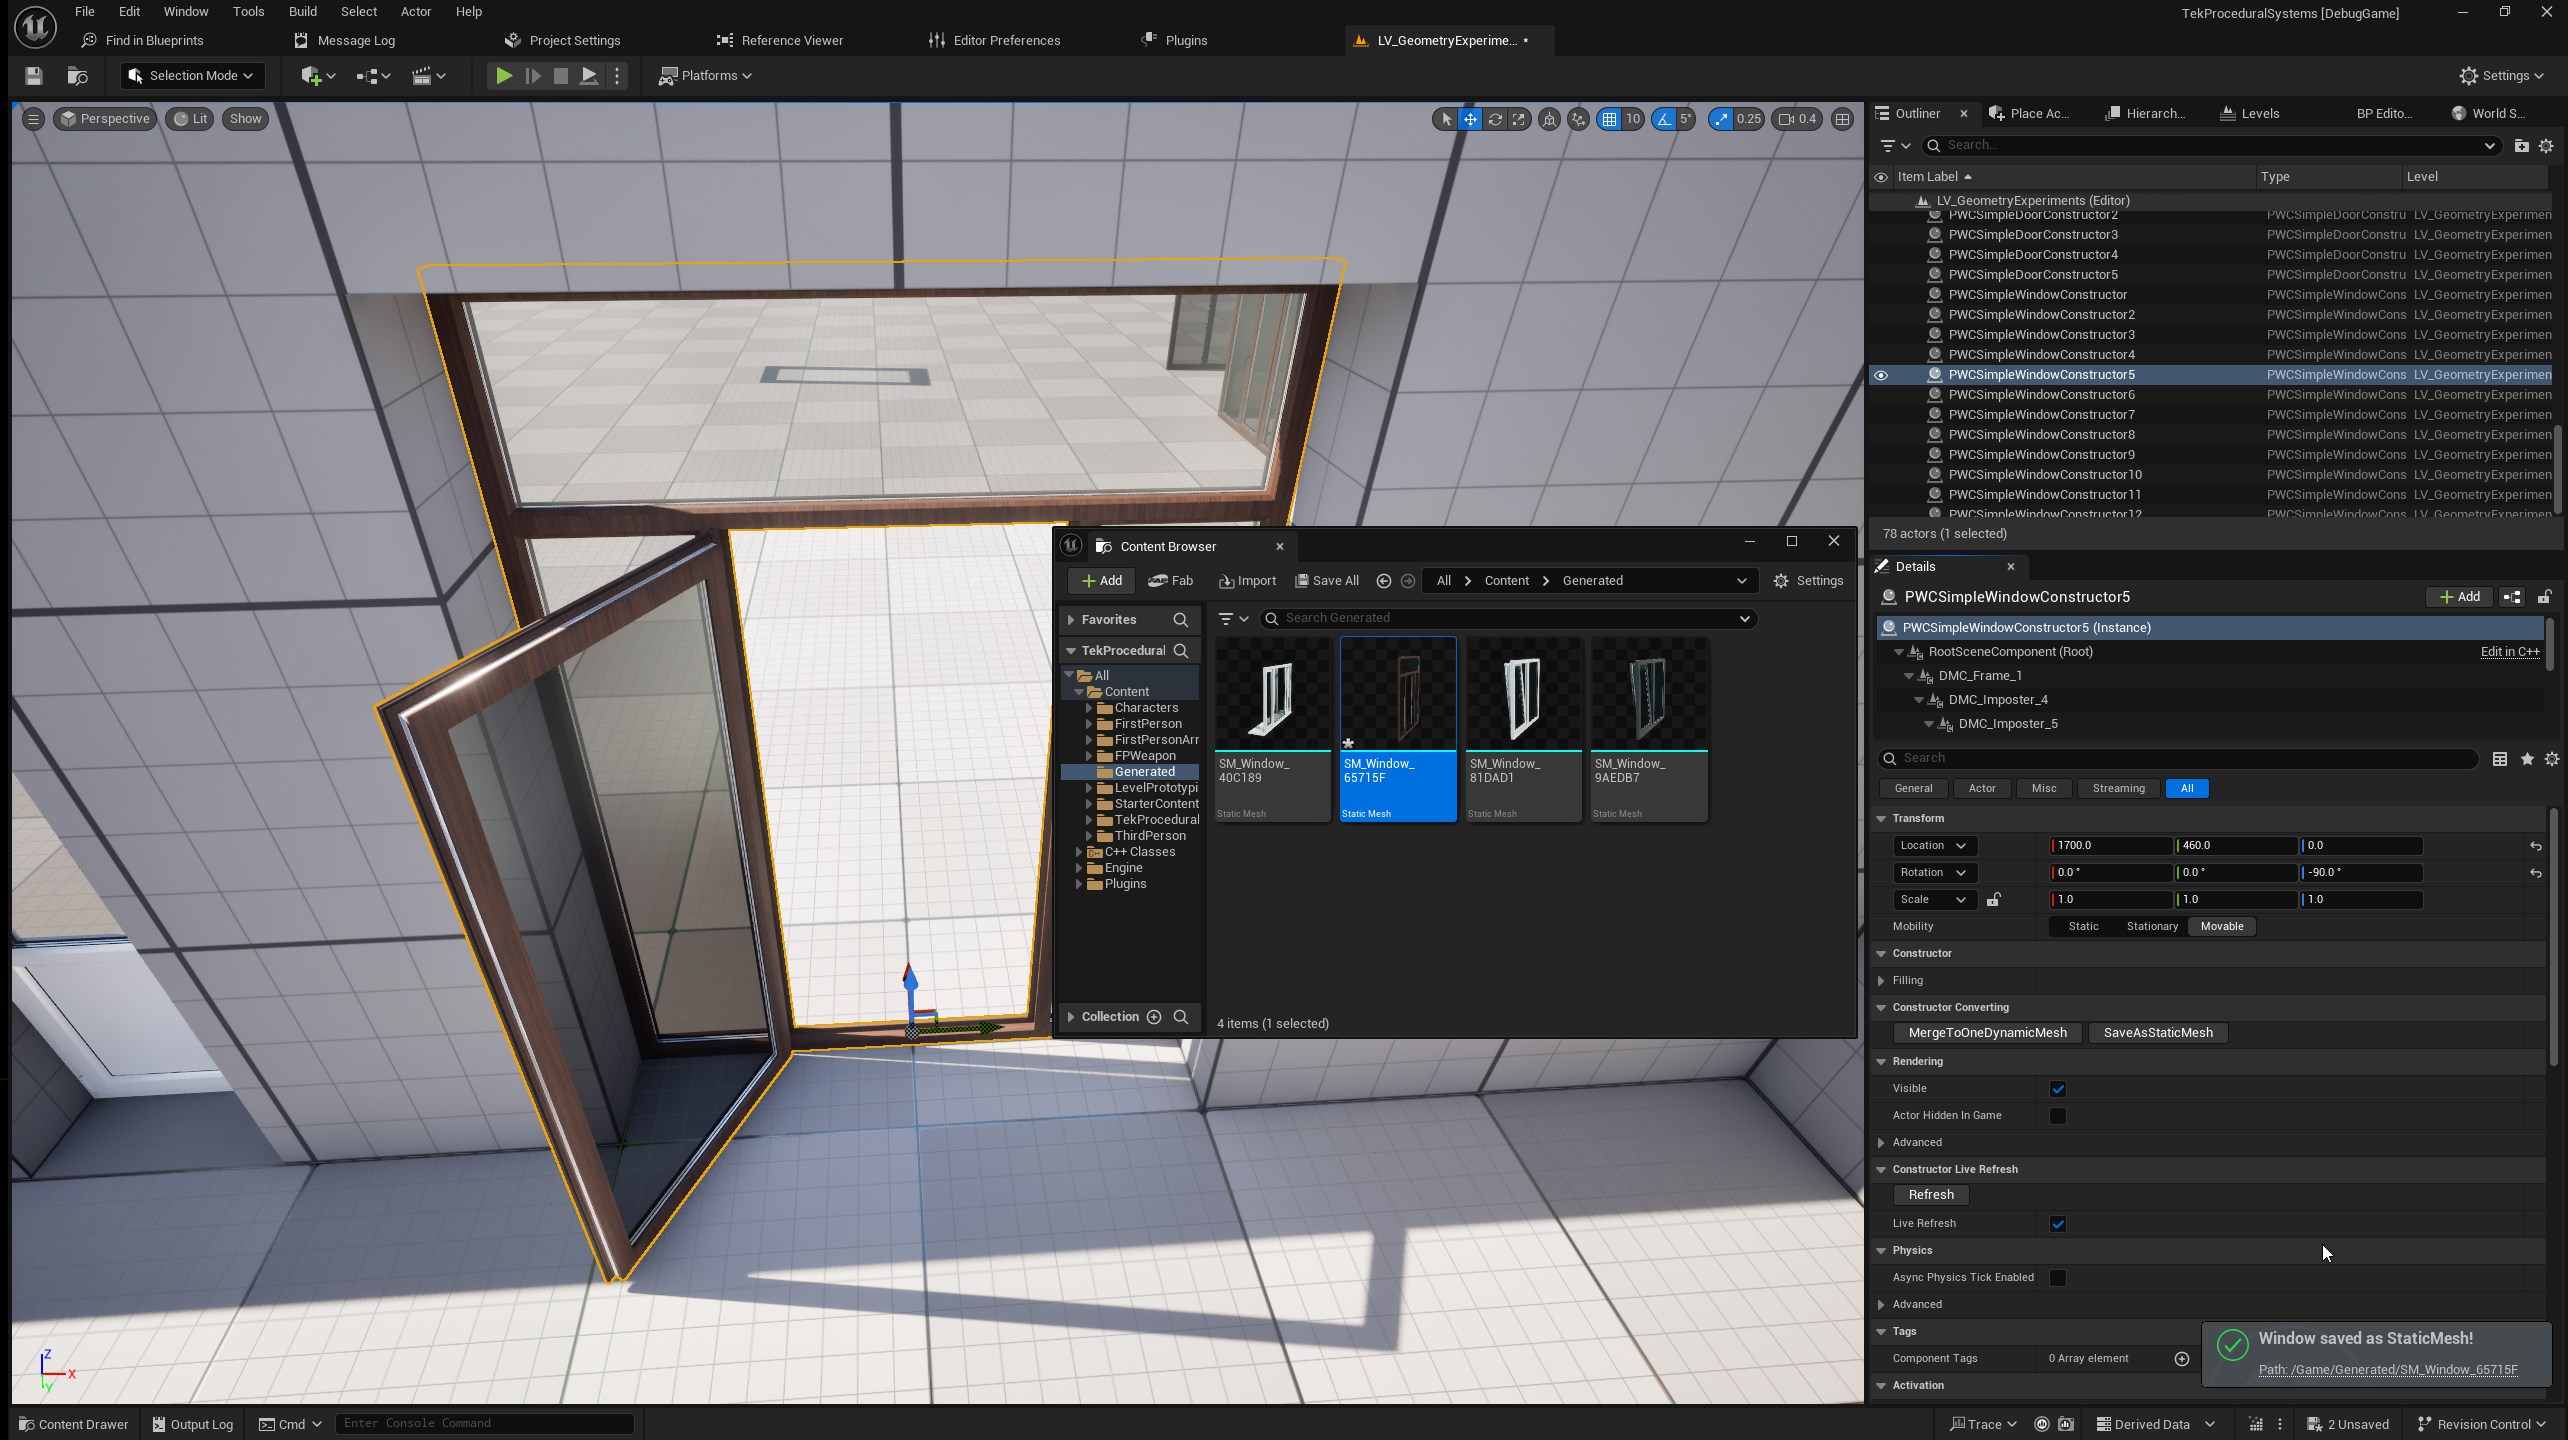 File Edit Window Tools Build Select Actor Help
TekProceduralSystems [DebugGame]
Find in Blueprints Message Log Project Settings Reference Viewer Editor Preferences Plugins LV_GeometryExperime... •
Selection Mode Platforms Settings
Perspective Lit Show 10 5° 0.25 0.4
Outliner Place Ac... Hierarch... Levels BP Edito... World S...
Search...
Item Label Type Level
LV_GeometryExperiments (Editor)
PWCSimpleDoorConstructor2 PWCSimpleDoorConstru LV_GeometryExperimen
PWCSimpleDoorConstructor3 PWCSimpleDoorConstru LV_GeometryExperimen
PWCSimpleDoorConstructor4 PWCSimpleDoorConstru LV_GeometryExperimen
PWCSimpleDoorConstructor5 PWCSimpleDoorConstru LV_GeometryExperimen
PWCSimpleWindowConstructor PWCSimpleWindowCons LV_GeometryExperimen
PWCSimpleWindowConstructor2 PWCSimpleWindowCons LV_GeometryExperimen
PWCSimpleWindowConstructor3 PWCSimpleWindowCons LV_GeometryExperimen
PWCSimpleWindowConstructor4 PWCSimpleWindowCons LV_GeometryExperimen
PWCSimpleWindowConstructor5 PWCSimpleWindowCons LV_GeometryExperimen
PWCSimpleWindowConstructor6 PWCSimpleWindowCons LV_GeometryExperimen
PWCSimpleWindowConstructor7 PWCSimpleWindowCons LV_GeometryExperimen
PWCSimpleWindowConstructor8 PWCSimpleWindowCons LV_GeometryExperimen
PWCSimpleWindowConstructor9 PWCSimpleWindowCons LV_GeometryExperimen
PWCSimpleWindowConstructor10 PWCSimpleWindowCons LV_GeometryExperimen
PWCSimpleWindowConstructor11 PWCSimpleWindowCons LV_GeometryExperimen
PWCSimpleWindowConstructor12 PWCSimpleWindowCons LV_GeometryExperimen
78 actors (1 selected)
Content Browser
Add Fab Import Save All All Content Generated Settings
Favorites
Search Generated
TekProcedural
All
Content
Characters
FirstPerson
FirstPersonArr
FPWeapon
Generated
LevelPrototypi
StarterContent
TekProcedural
ThirdPerson
C++ Classes
Engine
Plugins
Collection
SM_Window_
40C189
Static Mesh
SM_Window_
65715F
Static Mesh
SM_Window_
81DAD1
Static Mesh
SM_Window_
9AEDB7
Static Mesh
4 items (1 selected)
Details
PWCSimpleWindowConstructor5 Add
PWCSimpleWindowConstructor5 (Instance)
RootSceneComponent (Root) Edit in C++
DMC_Frame_1
DMC_Imposter_4
DMC_Imposter_5
Search
General Actor Misc Streaming All
Transform
Location 1700.0 460.0 0.0
Rotation 0.0 ° 0.0 ° -90.0 °
Scale 1.0 1.0 1.0
Mobility Static Stationary Movable
Constructor
Filling
Constructor Converting
MergeToOneDynamicMesh SaveAsStaticMesh
Rendering
Visible
Actor Hidden In Game
Advanced
Constructor Live Refresh
Refresh
Live Refresh
Physics
Async Physics Tick Enabled
Advanced
Tags
Component Tags 0 Array element
Activation
Window saved as StaticMesh!
Path: /Game/Generated/SM_Window_65715F
Z
X
Y
Content Drawer Output Log Cmd Enter Console Command Trace Derived Data 2 Unsaved Revision Control